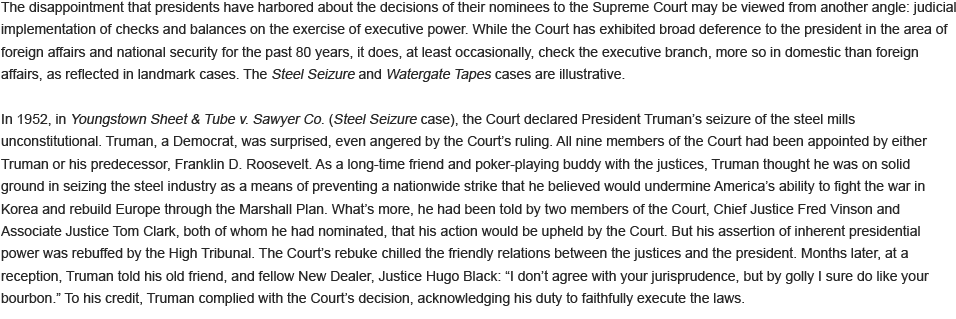 The disappointment that presidents have harbored about the decisions of their nominees to the Supreme Court may be viewed from another angle: judicial
implementation of checks and balances on the exercise of executive power. While the Court has exhibited broad deference to the president in the area of
foreign affairs and national security for the past 80 years, it does, at least occasionally, check the executive branch, more so in domestic than foreign
affairs, as reflected in landmark cases. The Steel Seizure and Watergate Tapes cases are illustrative.
In 1952, in Youngstown Sheet & Tube v. Sawyer Co. (Steel Seizure case), the Court declared President Truman’s seizure of the steel mills
unconstitutional. Truman, a Democrat, was surprised, even angered by the Court’s ruling. All nine members of the Court had been appointed by either
Truman or his predecessor, Franklin D. Roosevelt. As a long-time friend and poker-playing buddy with the justices, Truman thought he was on solid
ground in seizing the steel industry as a means of preventing a nationwide strike that he believed would undermine America’s ability to fight the war in
Korea and rebuild Europe through the Marshall Plan. What’s more, he had been told by two members of the Court, Chief Justice Fred Vinson and
Associate Justice Tom Clark, both of whom he had nominated, that his action would be upheld by the Court. But his assertion of inherent presidential
power was rebuffed by the High Tribunal. The Court’s rebuke chilled the friendly relations between the justices and the president. Months later, at a
reception, Truman told his old friend, and fellow New Dealer, Justice Hugo Black: “I don’t agree with your jurisprudence, but by golly I sure do like your
bourbon.” To his credit, Truman complied with the Court’s decision, acknowledging his duty to faithfully execute the laws.